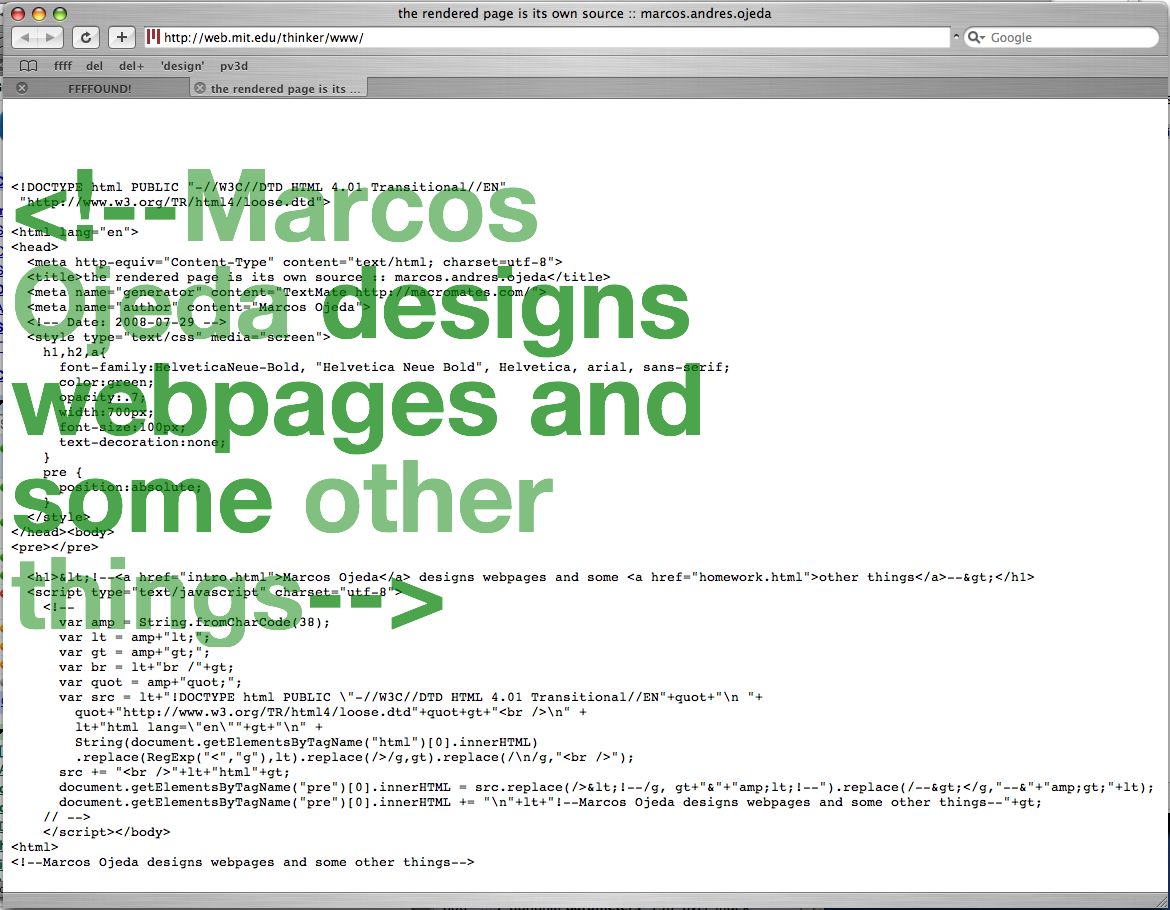 the rendered page is its own source :: marcos.andres.ojeda
http://web.mit.edu/thinker/www/
Google
ffff del del+ 'design' pv3d
FFFFOUND! the rendered page is its ...
<!--Marcos
Ojeda designs
webpages and
some other
things-->
<!DOCTYPE html PUBLIC "-//W3C//DTD HTML 4.01 Transitional//EN"
"http://www.w3.org/TR/html4/loose.dtd">
<html lang="en">
<head>
<meta http-equiv="Content-Type" content="text/html; charset=utf-8">
<title>the rendered page is its own source :: marcos.andres.ojeda</title>
<meta name="generator" content="TextMate http://macromates.com/">
<meta name="author" content="Marcos Ojeda">
<!-- Date: 2008-07-29 -->
<style type="text/css" media="screen">
h1,h2,a{
font-family:HelveticaNeue-Bold, "Helvetica Neue Bold", Helvetica, arial, sans-serif;
color:green;
opacity:.7;
width:700px;
font-size:100px;
text-decoration:none;
}
pre {
position:absolute;
}
</style>
</head><body>
<pre></pre>
<h1>&lt;!--<a href="intro.html">Marcos Ojeda</a> designs webpages and some <a href="homework.html">other things</a>--&gt;</h1>
<script type="text/javascript" charset="utf-8">
<!--
var amp = String.fromCharCode(38);
var lt = amp+"lt;";
var gt = amp+"gt;";
var br = lt+"br /"+gt;
var quot = amp+"quot;";
var src = lt+"!DOCTYPE html PUBLIC \"-//W3C//DTD HTML 4.01 Transitional//EN"+quot+"\n "+
quot+"http://www.w3.org/TR/html4/loose.dtd"+quot+gt+"<br />\n" +
lt+"html lang=\"en\""+gt+"\n" +
String(document.getElementsByTagName("html")[0].innerHTML)
.replace(RegExp("<","g"),lt).replace(/>/g,gt).replace(/\n/g,"<br />");
src += "<br />"+lt+"html"+gt;
document.getElementsByTagName("pre")[0].innerHTML = src.replace(/>&lt;!--/g, gt+"&"+"amp;lt;!--").replace(/--&gt;</g,"--&"+"amp;gt;"+lt);
document.getElementsByTagName("pre")[0].innerHTML += "\n"+lt+"!--Marcos Ojeda designs webpages and some other things--"+gt;
// -->
</script></body>
<html>
<!--Marcos Ojeda designs webpages and some other things-->